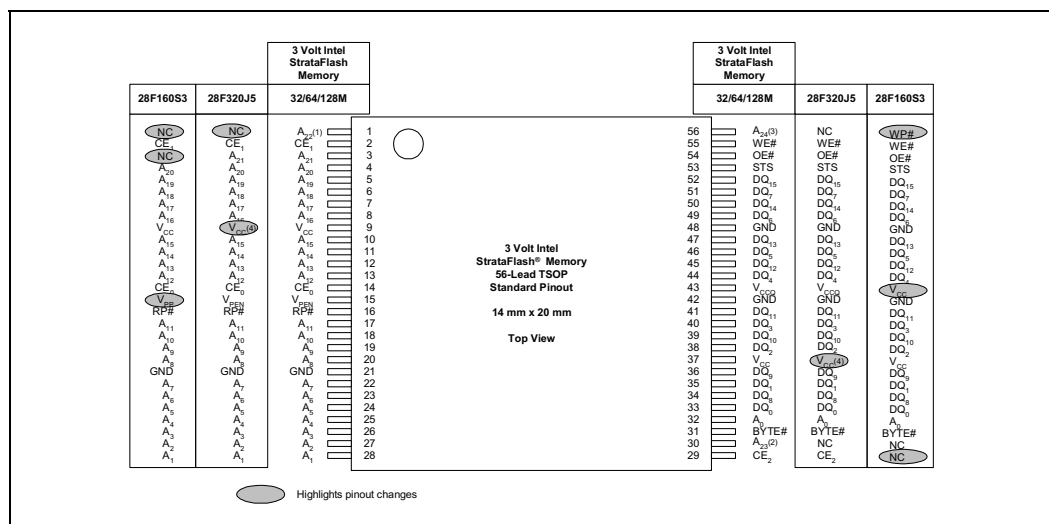 3 Volt Intel
StrataFlash
Memory
28F160S3 28F320J5 32/64/128M
NC NC A22(1) 1
CE1 CE1 CE1 2
NC A21 A21 3
A20 A20 A20 4
A19 A19 A19 5
A18 A18 A18 6
A17 A17 A17 7
A16 A16 A16 8
VCC VCC(4) VCC 9
A15 A15 A15 10
A14 A14 A14 11
A13 A13 A13 12
A12 A12 A12 13
CE0 CE0 CE0 14
VPP VPEN VPEN 15
RP# RP# RP# 16
A11 A11 A11 17
A10 A10 A10 18
A9 A9 A9 19
A8 A8 A8 20
GND GND GND 21
A7 A7 A7 22
A6 A6 A6 23
A5 A5 A5 24
A4 A4 A4 25
A3 A3 A3 26
A2 A2 A2 27
A1 A1 A1 28
3 Volt Intel
StrataFlash® Memory
56-Lead TSOP
Standard Pinout
14 mm x 20 mm
Top View
3 Volt Intel
StrataFlash
Memory
32/64/128M 28F320J5 28F160S3
56 A24(3) NC WP#
55 WE# WE# WE#
54 OE# OE# OE#
53 STS STS STS
52 DQ15 DQ15 DQ15
51 DQ7 DQ7 DQ7
50 DQ14 DQ14 DQ14
49 DQ6 DQ6 DQ6
48 GND GND GND
47 DQ13 DQ13 DQ13
46 DQ5 DQ5 DQ5
45 DQ12 DQ12 DQ12
44 DQ4 DQ4 DQ4
43 VCCQ VCCQ VCC
42 GND GND GND
41 DQ11 DQ11 DQ11
40 DQ3 DQ3 DQ3
39 DQ10 DQ10 DQ10
38 DQ2 DQ2 DQ2
37 VCC VCC(4) VCC
36 DQ9 DQ9 DQ9
35 DQ1 DQ1 DQ1
34 DQ8 DQ8 DQ8
33 DQ0 DQ0 DQ0
32 A0 A0 A0
31 BYTE# BYTE# BYTE#
30 A23(2) NC NC
29 CE2 CE2 NC
Highlights pinout changes